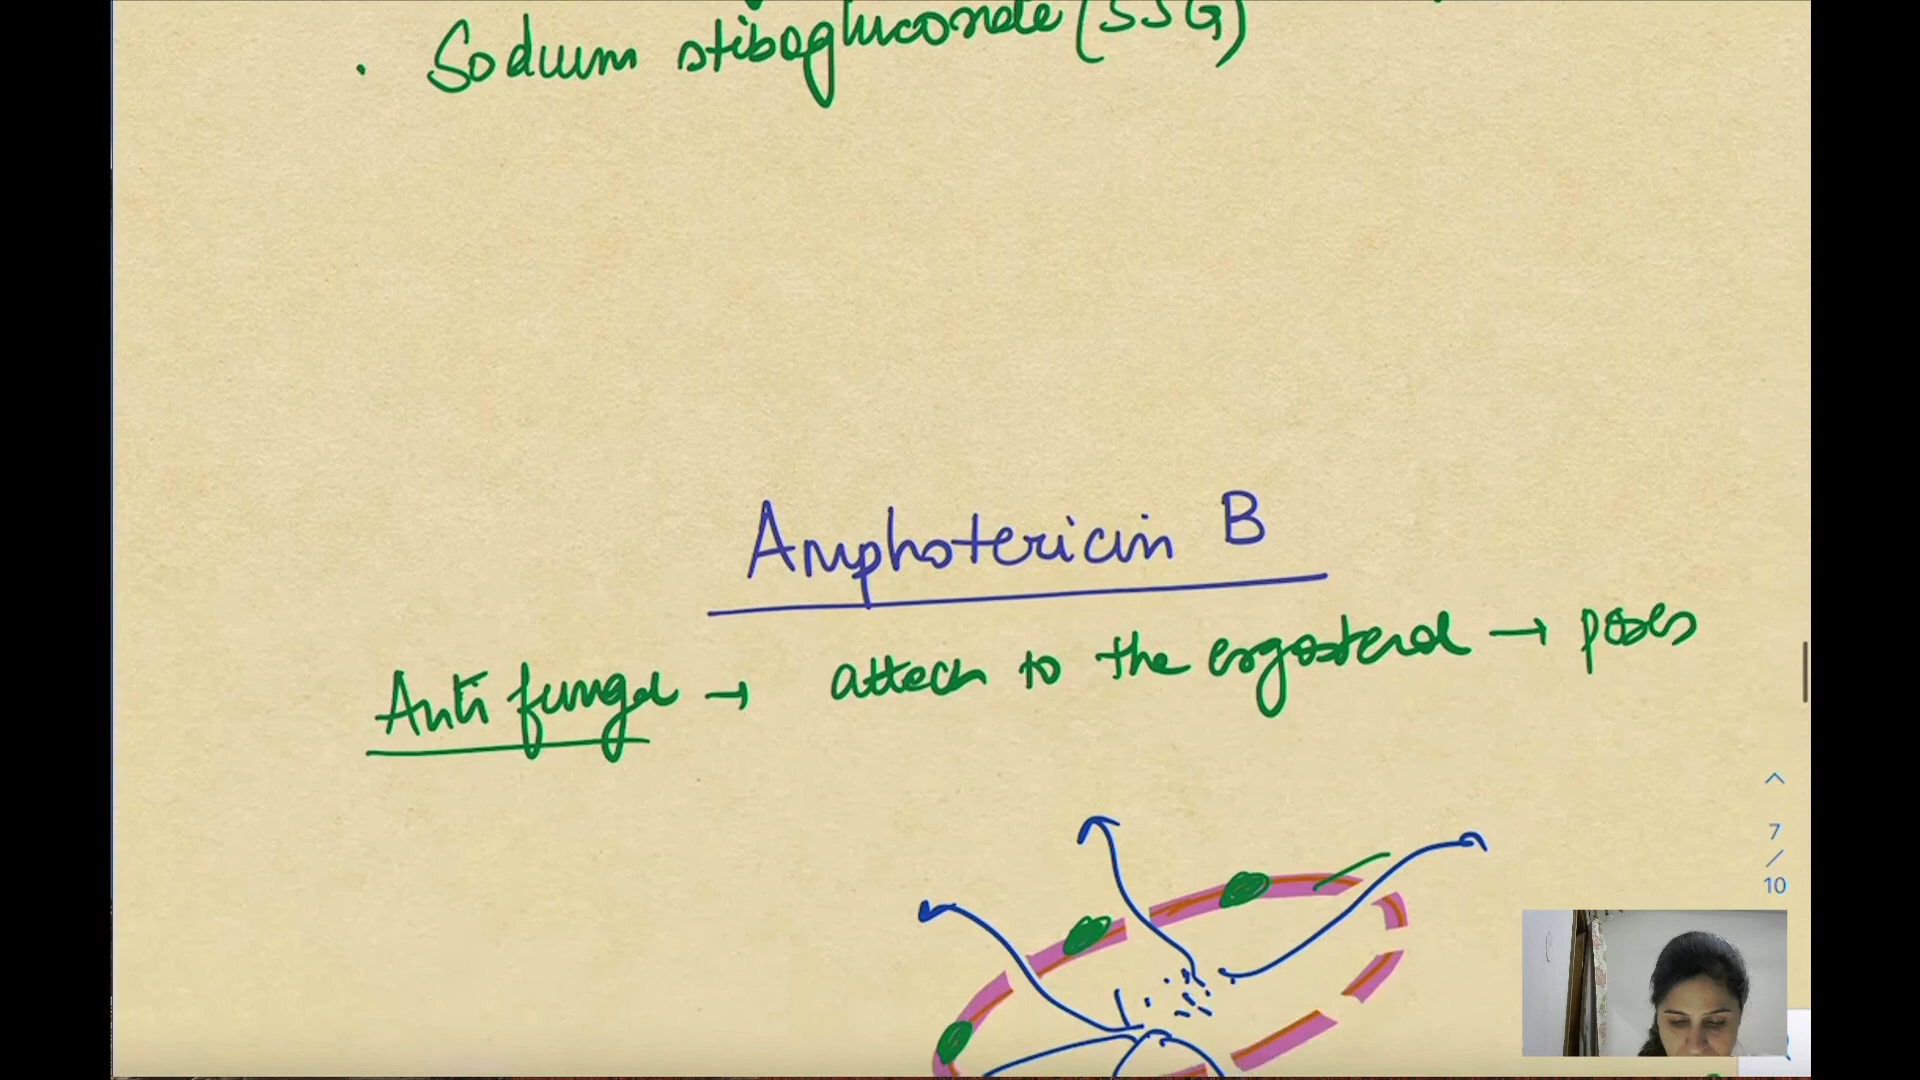 . Sodium stibogluconate (SSG)
Amphotericin B
Anti fungal → attach to the ergosterol → pores
7
/
10